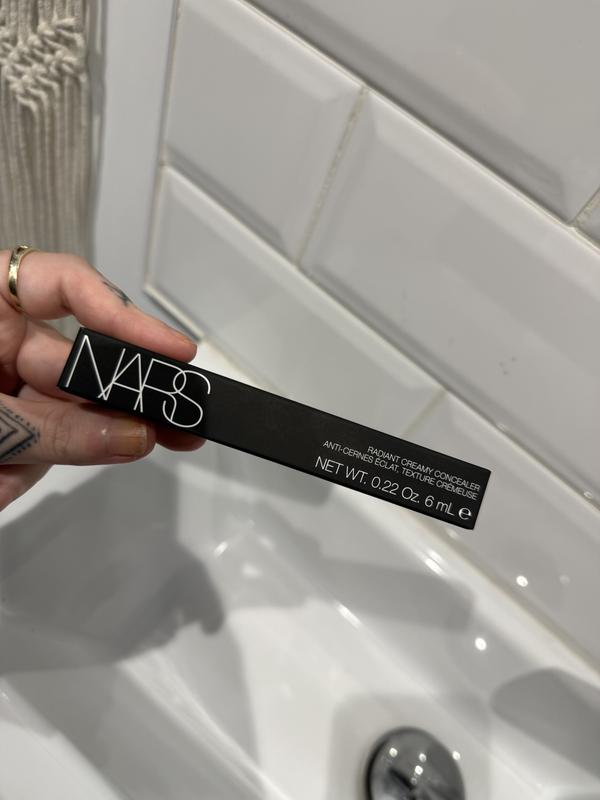 NARS
RADIANT CREAMY CONCEALER
ANTI-CERNES ÉCLAT, TEXTURE CRÉMEUSE
NET WT. 0.22 Oz. 6 mL ℮